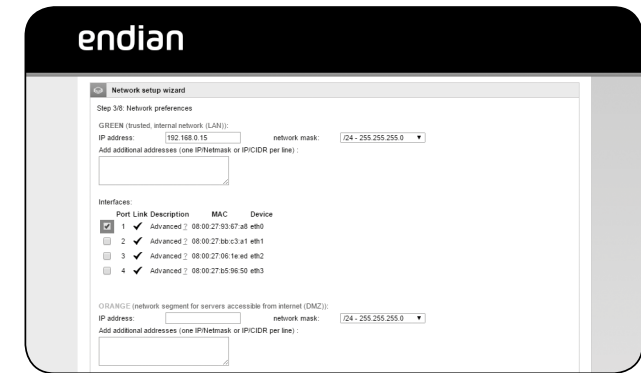 endian
Network setup wizard
Step 3/8: Network preferences
GREEN (trusted, internal network (LAN)):
IP address: 192.168.0.15 network mask: /24 - 255.255.255.0
Add additional addresses (one IP/Netmask or IP/CIDR per line) :
Interfaces:
Port Link Description MAC Device
1 ✔ Advanced ? 08:00:27:93:67:a8 eth0
2 ✔ Advanced ? 08:00:27:bb:c3:a1 eth1
3 ✔ Advanced ? 08:00:27:06:1e:ed eth2
4 ✔ Advanced ? 08:00:27:b5:96:50 eth3
ORANGE (network segment for servers accessible from internet (DMZ)):
IP address: network mask: /24 - 255.255.255.0
Add additional addresses (one IP/Netmask or IP/CIDR per line) :